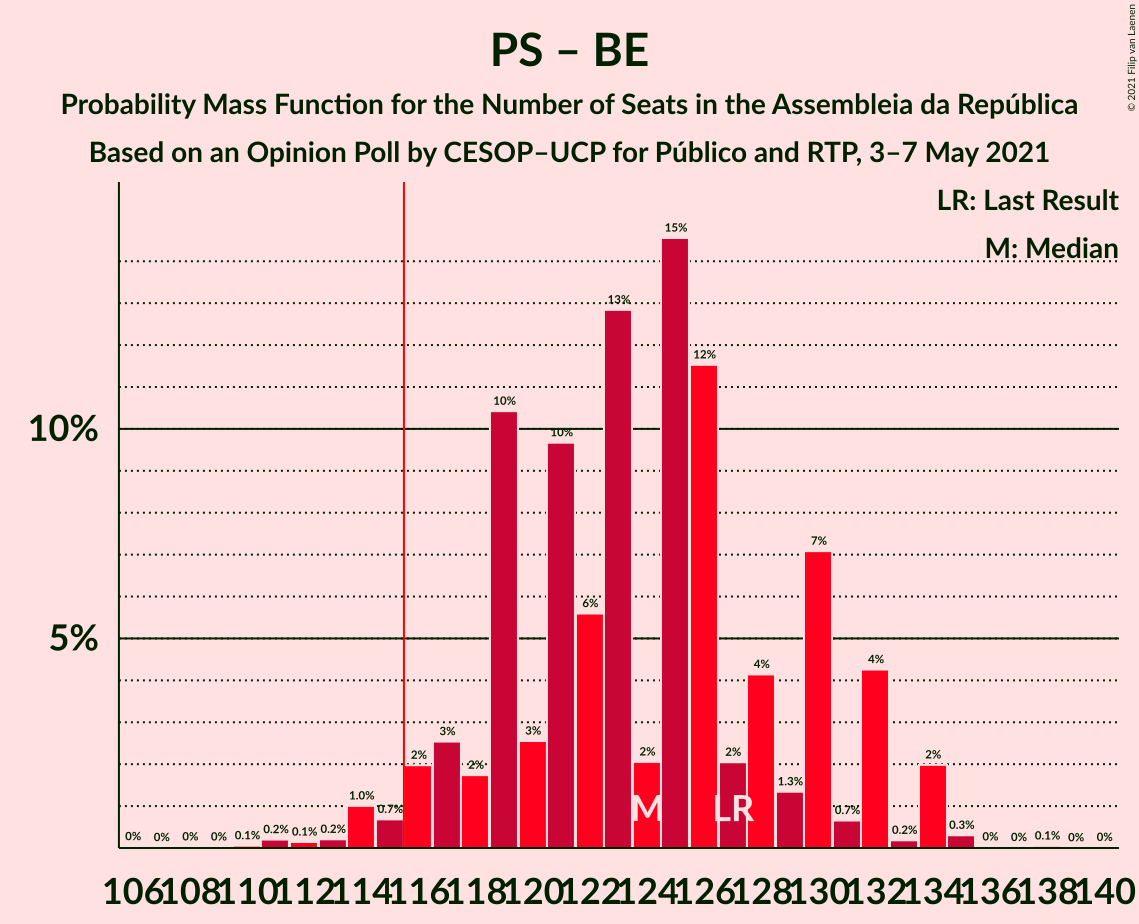 PS – BE
Probability Mass Function for the Number of Seats in the Assembleia da República
Based on an Opinion Poll by CESOP–UCP for Público and RTP, 3–7 May 2021
© 2021 Filip van Laenen
LR: Last Result
M: Median
10%
5%
0% 0% 0% 0% 0.1% 0.2% 0.1% 0.2% 1.0% 0.7% 2% 3% 2% 10% 3% 10% 6% 13% 2% 15% 12% 2% 4% 1.3% 7% 0.7% 4% 0.2% 2% 0.3% 0% 0% 0.1% 0% 0%
M LR
106 108 110 112 114 116 118 120 122 124 126 128 130 132 134 136 138 140